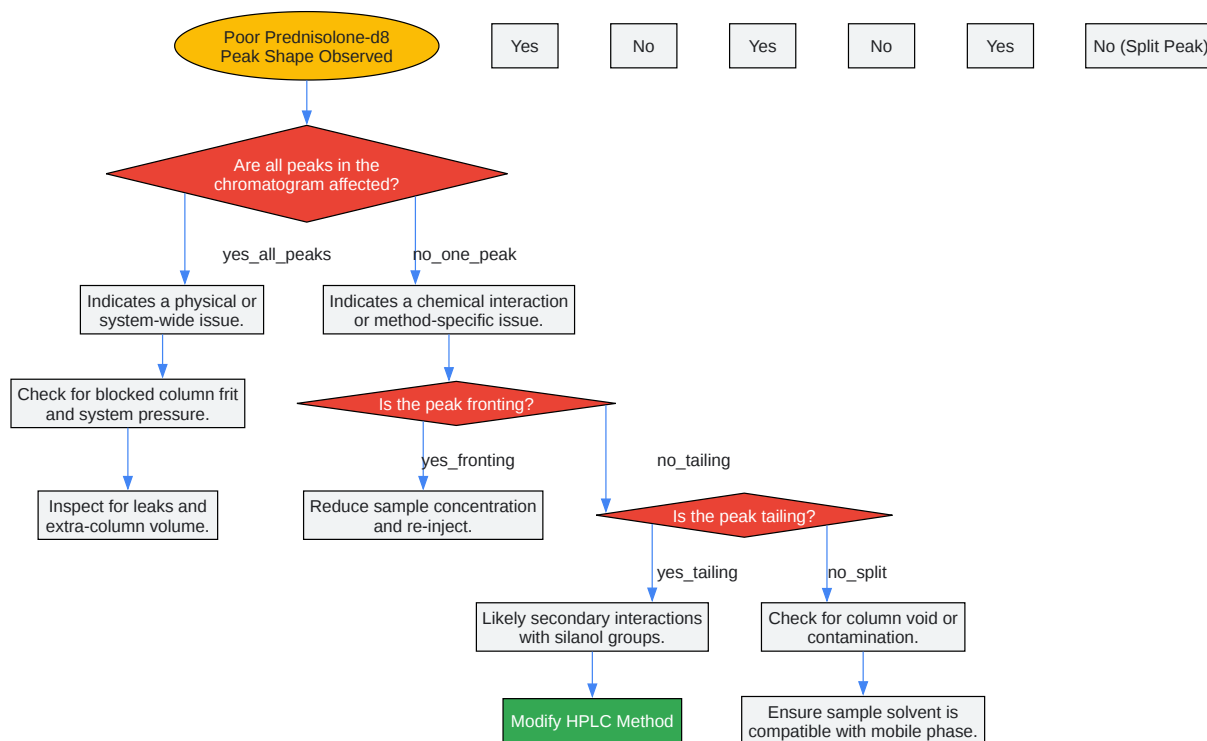 Poor Prednisolone-d8
Peak Shape Observed
Yes
No
Yes
No
Yes
No (Split Peak)
Are all peaks in the
chromatogram affected?
yes_all_peaks
no_one_peak
Indicates a physical or
system-wide issue.
Indicates a chemical interaction
or method-specific issue.
Check for blocked column frit
and system pressure.
Is the peak fronting?
yes_fronting
no_tailing
Inspect for leaks and
extra-column volume.
Reduce sample concentration
and re-inject.
Is the peak tailing?
yes_tailing
no_split
Likely secondary interactions
with silanol groups.
Check for column void or
contamination.
Modify HPLC Method
Ensure sample solvent is
compatible with mobile phase.